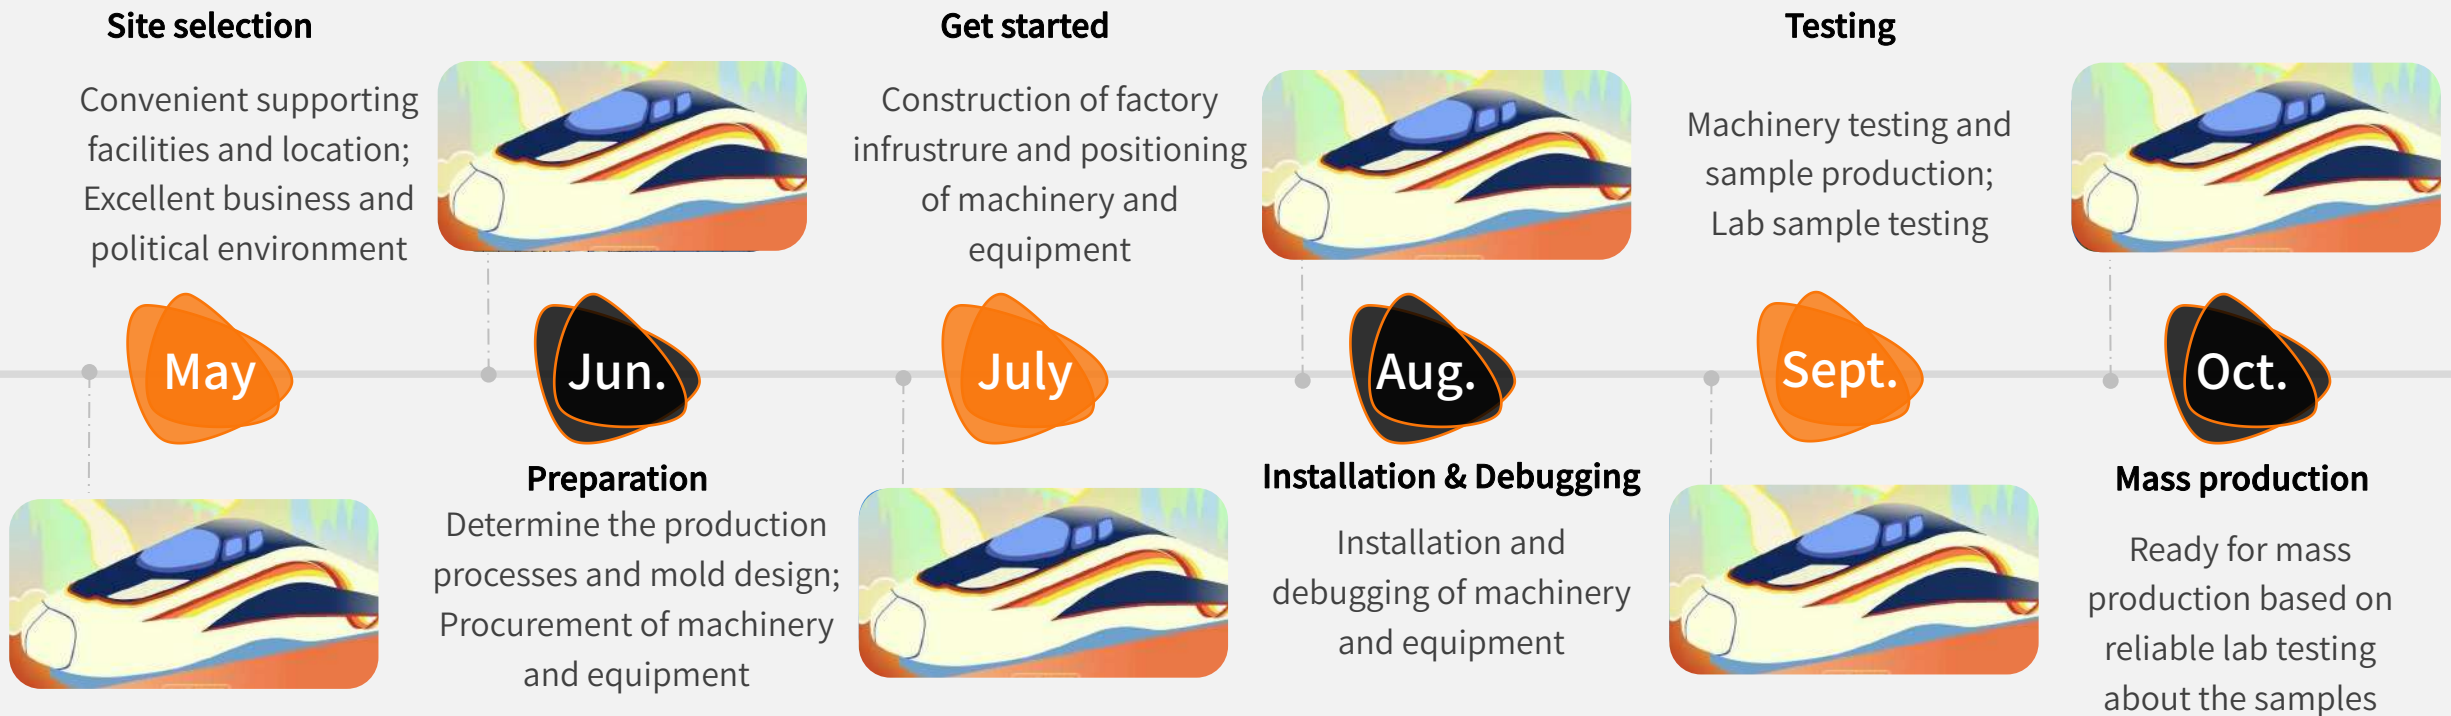 Site selection
Convenient supporting
facilities and location;
Excellent business and
political environment
May
Jun.
Preparation
Determine the production
processes and mold design;
Procurement of machinery
and equipment
Get started
Construction of factory
infrustrure and positioning
of machinery and
equipment
July
Aug.
Installation & Debugging
Installation and
debugging of machinery
and equipment
Testing
Machinery testing and
sample production;
Lab sample testing
Sept.
Oct.
Mass production
Ready for mass
production based on
reliable lab testing
about the samples